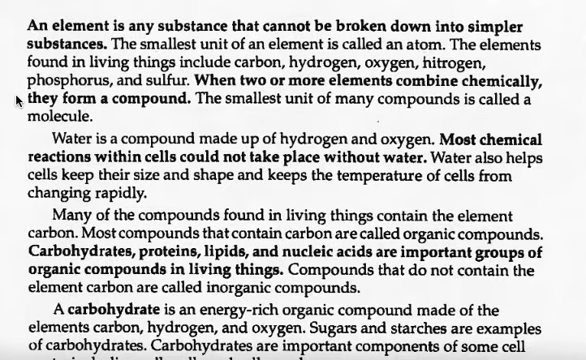 An element is any substance that cannot be broken down into simpler
substances. The smallest unit of an element is called an atom. The elements
found in living things include carbon, hydrogen, oxygen, hitrogen,
phosphorus, and sulfur. When two or more elements combine chemically,
they form a compound. The smallest unit of many compounds is called a
molecule.
Water is a compound made up of hydrogen and oxygen. Most chemical
reactions within cells could not take place without water. Water also helps
cells keep their size and shape and keeps the temperature of cells from
changing rapidly.
Many of the compounds found in living things contain the element
carbon. Most compounds that contain carbon are called organic compounds.
Carbohydrates, proteins, lipids, and nucleic acids are important groups of
organic compounds in living things. Compounds that do not contain the
element carbon are called inorganic compounds.
A carbohydrate is an energy-rich organic compound made of the
elements carbon, hydrogen, and oxygen. Sugars and starches are examples
of carbohydrates. Carbohydrates are important components of some cell